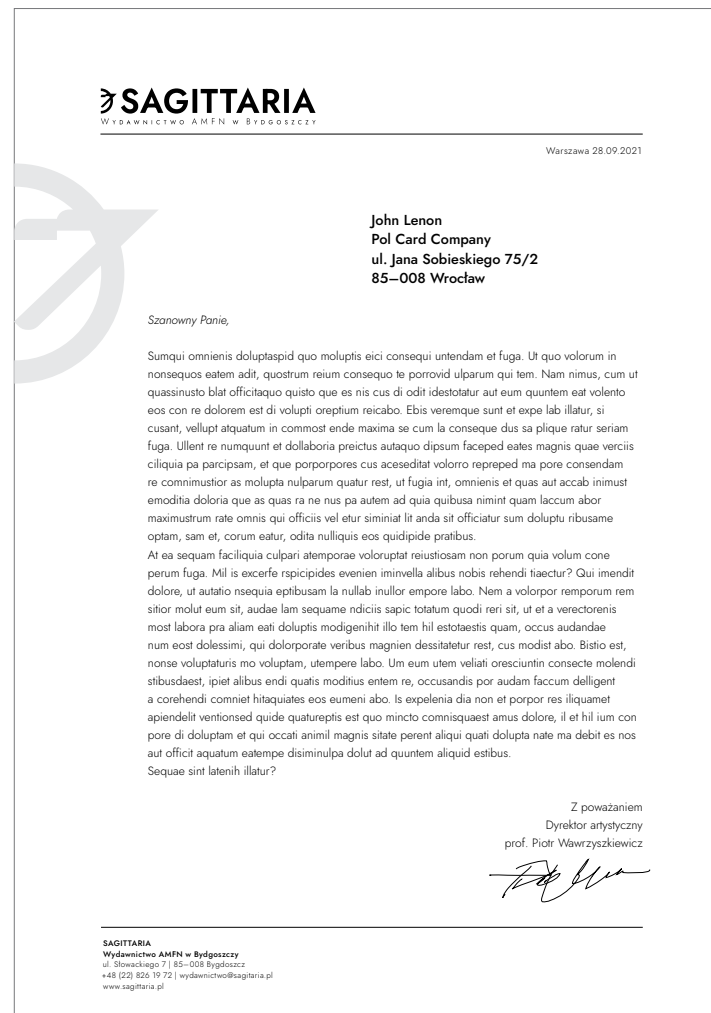 SAGITTARIA
WYDAWNICTWO AMFN W BYDGOSZCZY
Warszawa 28.09.2021
John Lenon
Pol Card Company
ul. Jana Sobieskiego 75/2
85–008 Wrocław
Szanowny Panie,
Sumqui omnienis doluptaspid quo moluptis eici consequi untendam et fuga. Ut quo volorum in
nonsequos eatem adit, quostrum reium consequo te porrovid ulparum qui tem. Nam nimus, cum ut
quassinusto blat officitaquo quisto que es nis cus di odit idestotatur aut eum quuntem eat volento
eos con re dolorem est di volupti oreptium reicabo. Ebis veremque sunt et expe lab illatur, si
cusant, vellupt atquatum in commost ende maxima se cum la conseque dus sa plique ratur seriam
fuga. Ullent re numquunt et dollaboria preictus autaquo dipsum faceped eates magnis quae verciis
ciliquia pa parcipsam, et que porporpores cus aceseditat volorro repreped ma pore consendam
re comnimustior as molupta nulparum quatur rest, ut fugia int, omnienis et quas aut accab inimust
emoditia doloria que as quas ra ne nus pa autem ad quia quibusa nimint quam laccum abor
maximustrum rate omnis qui officiis vel etur siminiat lit anda sit officiatur sum doluptu ribusame
optam, sam et, corum eatur, odita nulliquis eos quidipide pratibus.
At ea sequam faciliquia culpari atemporae voloruptat reiustiosam non porum quia volum cone
perum fuga. Mil is excerfe rspicipides evenien iminvella alibus nobis rehendi tiaectur? Qui imendit
dolore, ut autatio nsequia eptibusam la nullab inullor empore labo. Nem a volorpor remporum rem
sitior molut eum sit, audae lam sequame ndiciis sapic totatum quodi reri sit, ut et a verectorenis
most labora pra aliam eati doluptis modigenihit illo tem hil estotaestis quam, occus audandae
num eost dolessimi, qui dolorporate veribus magnien dessitatetur rest, cus modist abo. Bistio est,
nonse voluptaturis mo voluptam, utempere labo. Um eum utem veliati oresciuntin consecte molendi
stibusdaest, ipiet alibus endi quatis moditius entem re, occusandis por audam faccum delligent
a corehendi comniet hitaquiates eos eumeni abo. Is expelenia dia non et porpor res iliquamet
apiendelit ventionsed quide quatureptis est quo mincto comnisquaest amus dolore, il et hil ium con
pore di doluptam et qui occati animil magnis sitate perent aliqui quati dolupta nate ma debit es nos
aut officit aquatum eatempe disiminulpa dolut ad quuntem aliquid estibus.
Sequae sint latenih illatur?
Z poważaniem
Dyrektor artystyczny
prof. Piotr Wawrzyszkiewicz
SAGITTARIA
Wydawnictwo AMFN w Bydgoszczy
ul. Słowackiego 7 | 85–008 Bygdoszcz
+48 (22) 826 19 72 | wydawnictwo@sagitaria.pl
www.sagittaria.pl